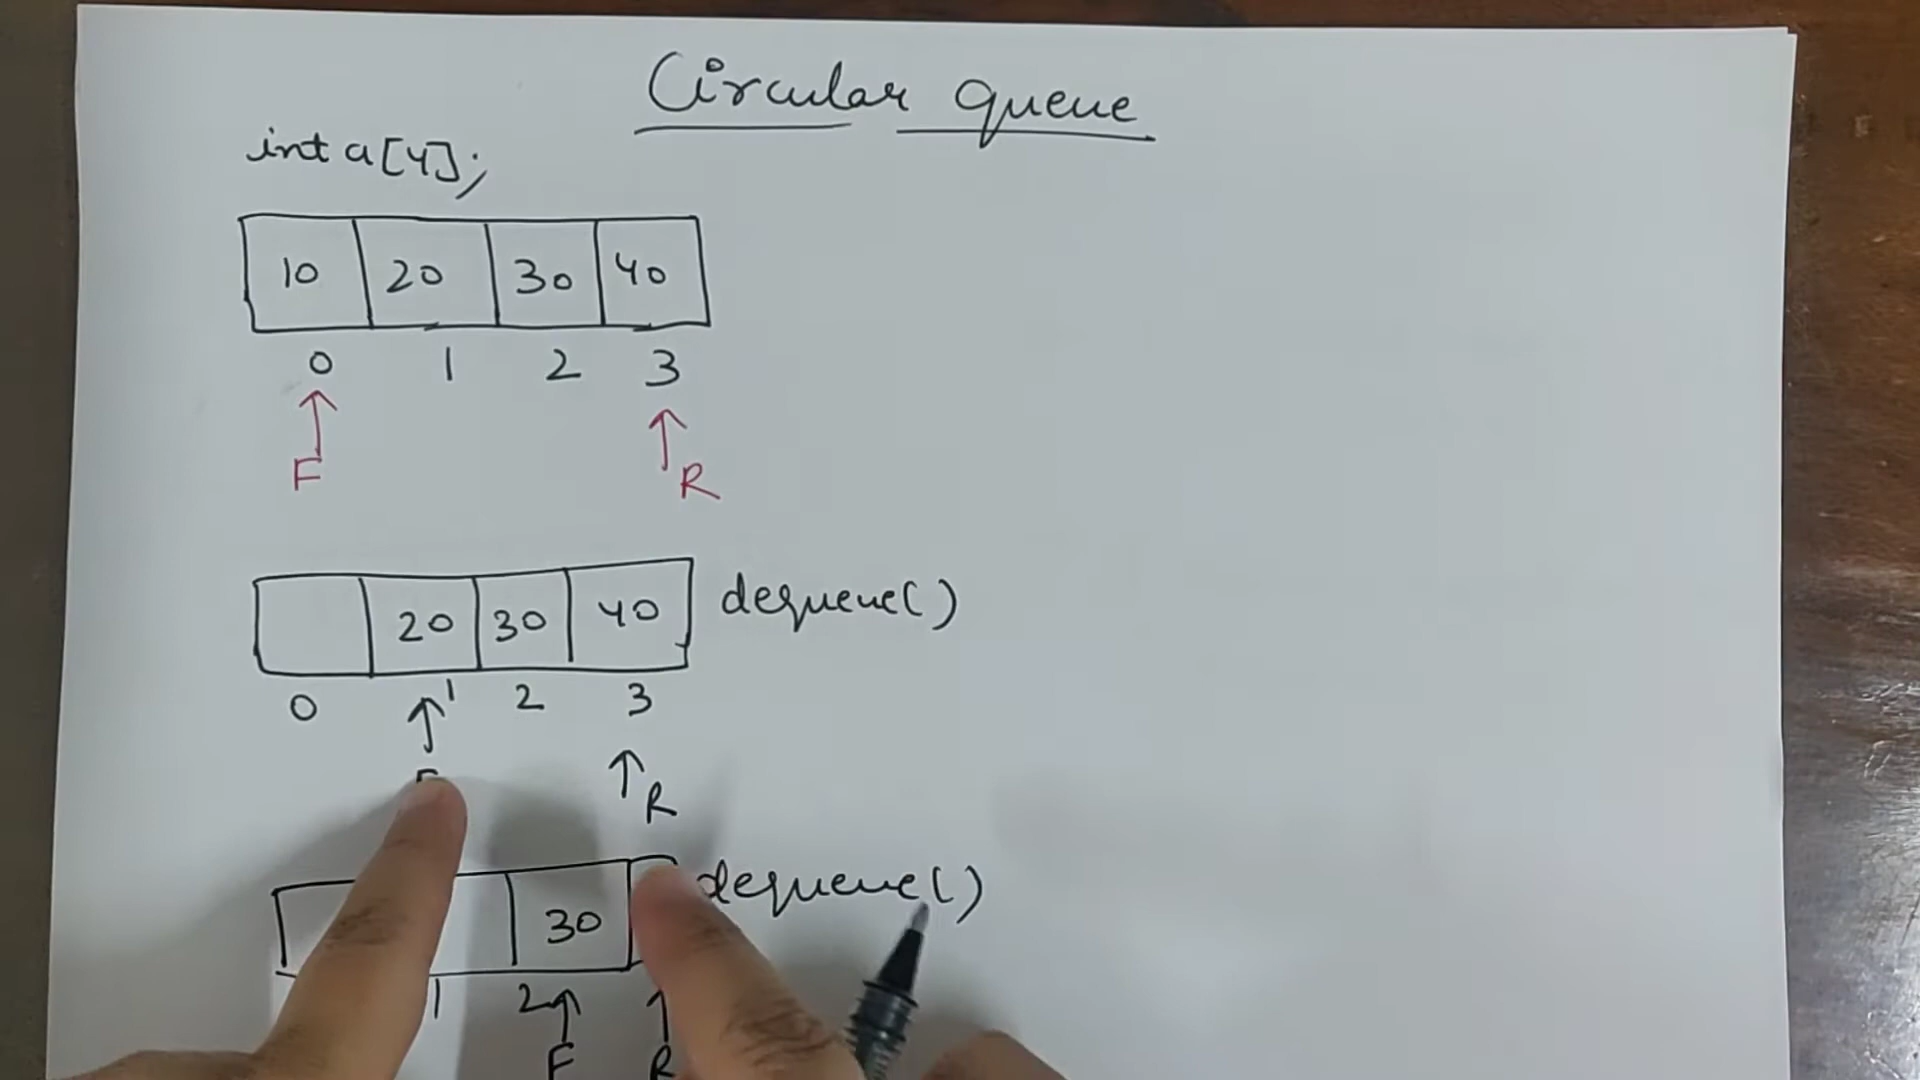 Circular queue
int a[4];
10 20 30 40
0 1 2 3
F R
20 30 40 dequeue()
0 1 2 3
R
30 dequeue()
1 2
F R